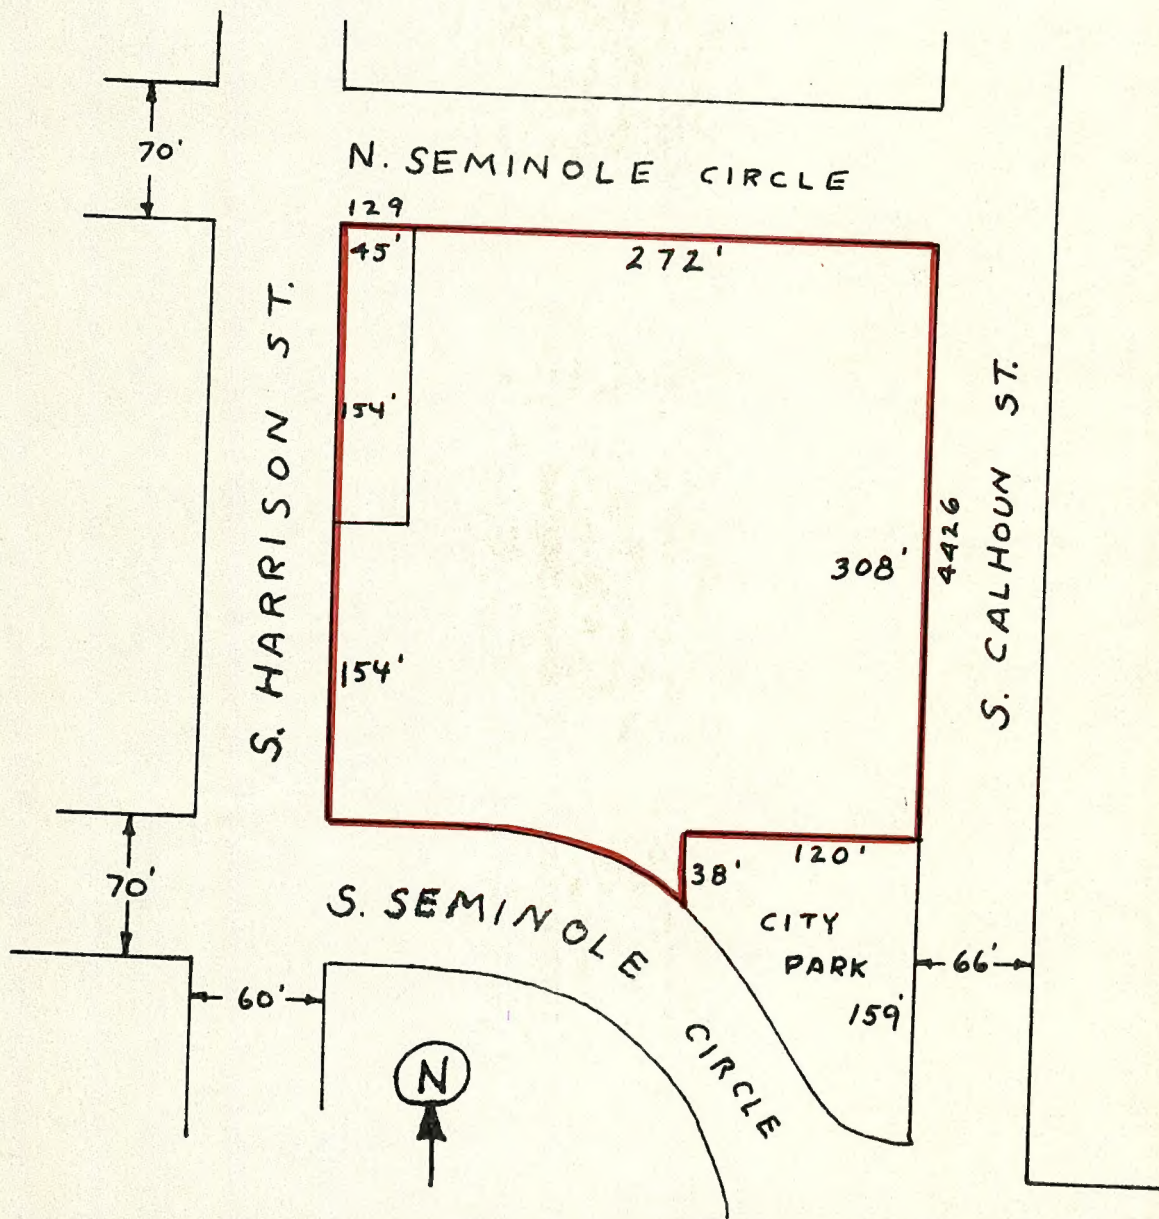 70'
N. SEMINOLE CIRCLE
129
45'
272'
S. HARRISON ST.
154'
308'
4426
S. CALHOUN ST.
154'
120'
38'
70'
S. SEMINOLE CIRCLE
CITY
PARK
66'
159'
60'
N